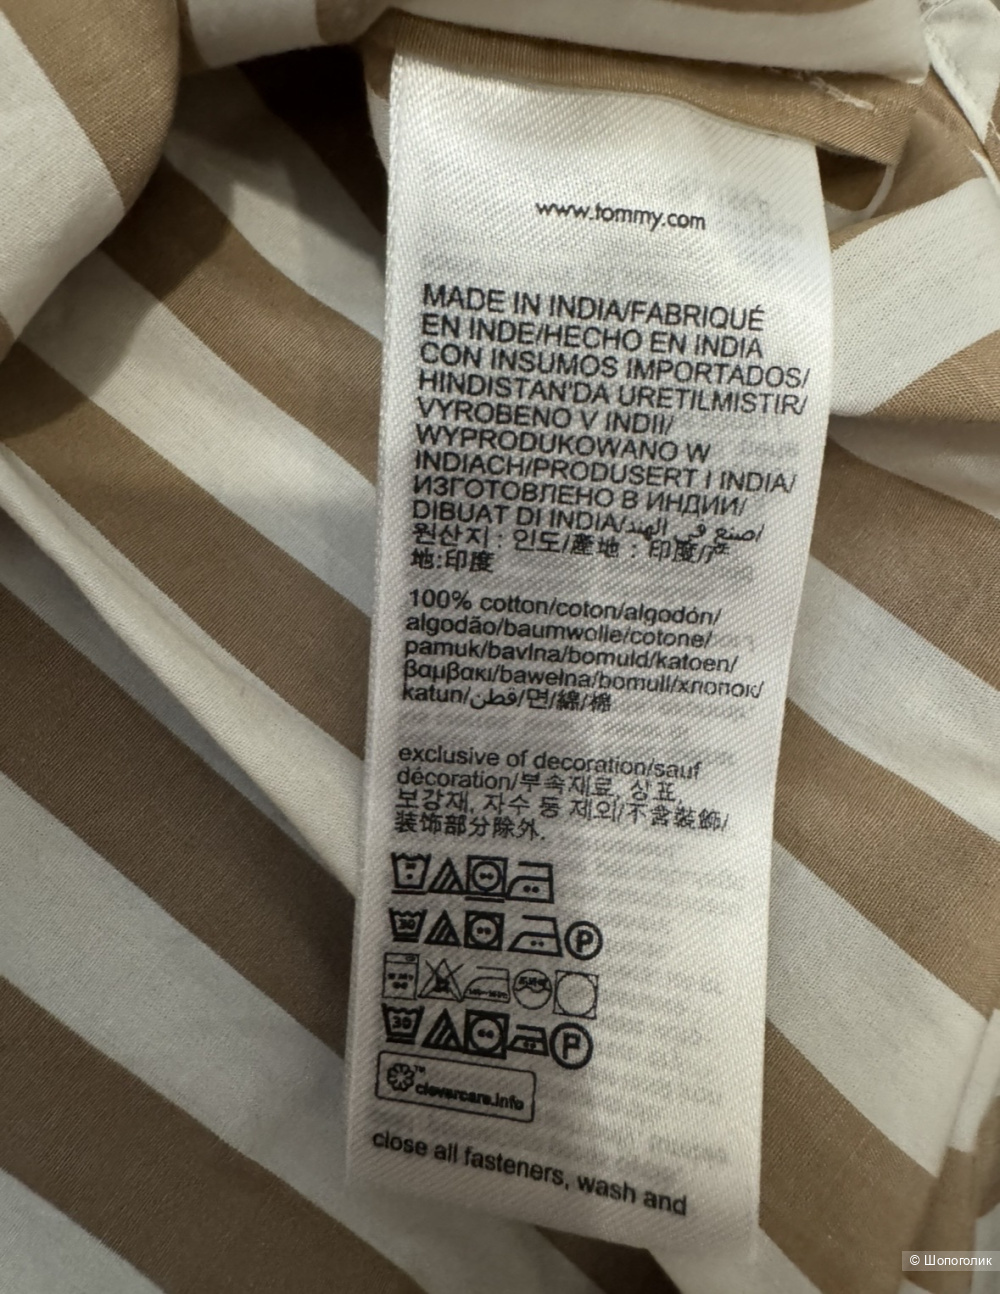 www.tommy.com
MADE IN INDIA/FABRIQUÉ
EN INDE/HECHO EN INDIA
CON INSUMOS IMPORTADOS/
HINDISTAN'DA URETILMISTIR/
VYROBENO V INDII/
WYPRODUKOWANO W
INDIACH/PRODUSERT I INDIA/
ИЗГОТОВЛЕНО В ИНДИИ/
DIBUAT DI INDIA/صنع في الهند/
원산지 : 인도/產地 : 印度/产
地:印度
100% cotton/coton/algodón/
algodão/baumwolle/cotone/
pamuk/bavlna/bomuld/katoen/
βαμβακι/bawełna/bomull/хлопок/
katun/قطن/면/綿/棉
exclusive of decoration/sauf
décoration/부속재료, 상표,
보강재, 자수 등 제외/不含裝飾/
装饰部分除外.
30 P
30 P
clevercare.info
close all fasteners, wash and
© Шопоголик